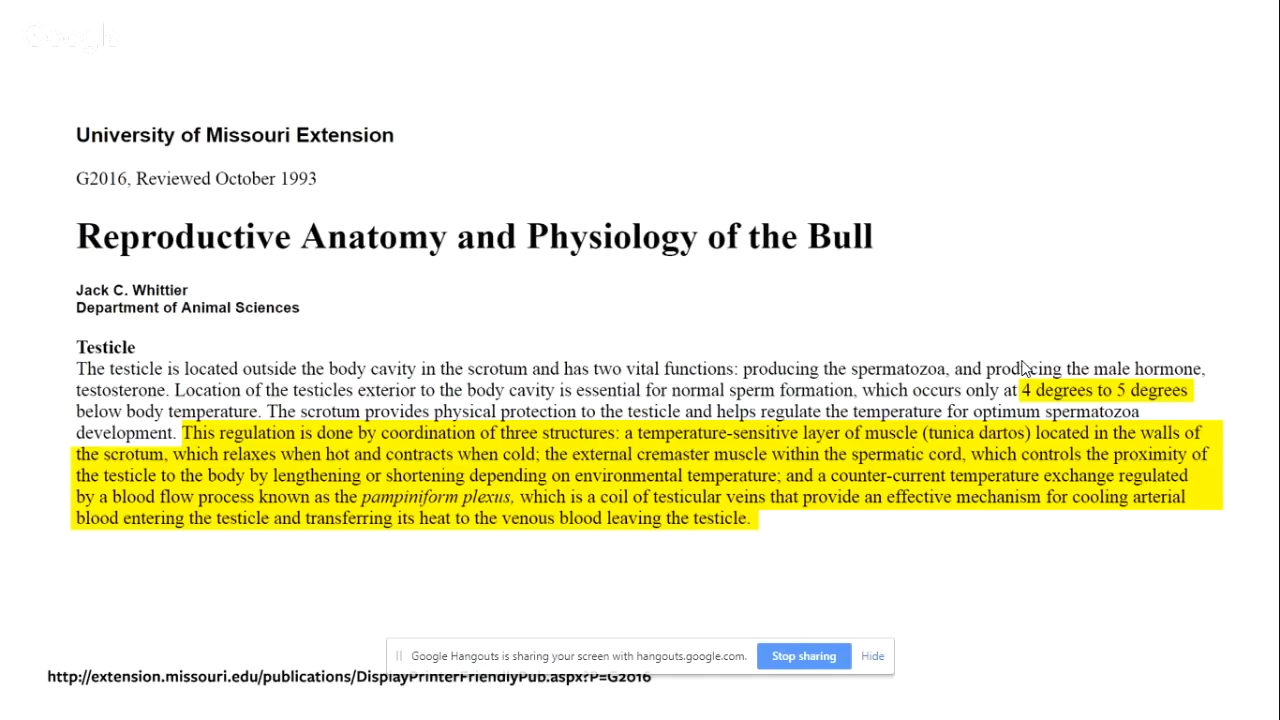 Google
University of Missouri Extension
G2016, Reviewed October 1993
Reproductive Anatomy and Physiology of the Bull
Jack C. Whittier
Department of Animal Sciences
Testicle
The testicle is located outside the body cavity in the scrotum and has two vital functions: producing the spermatozoa, and producing the male hormone,
testosterone. Location of the testicles exterior to the body cavity is essential for normal sperm formation, which occurs only at 4 degrees to 5 degrees
below body temperature. The scrotum provides physical protection to the testicle and helps regulate the temperature for optimum spermatozoa
development. This regulation is done by coordination of three structures: a temperature-sensitive layer of muscle (tunica dartos) located in the walls of
the scrotum, which relaxes when hot and contracts when cold; the external cremaster muscle within the spermatic cord, which controls the proximity of
the testicle to the body by lengthening or shortening depending on environmental temperature; and a counter-current temperature exchange regulated
by a blood flow process known as the pampiniform plexus, which is a coil of testicular veins that provide an effective mechanism for cooling arterial
blood entering the testicle and transferring its heat to the venous blood leaving the testicle.
Google Hangouts is sharing your screen with hangouts.google.com. Stop sharing Hide
http://extension.missouri.edu/publications/DisplayPrinterFriendlyPub.aspx?P=G2016